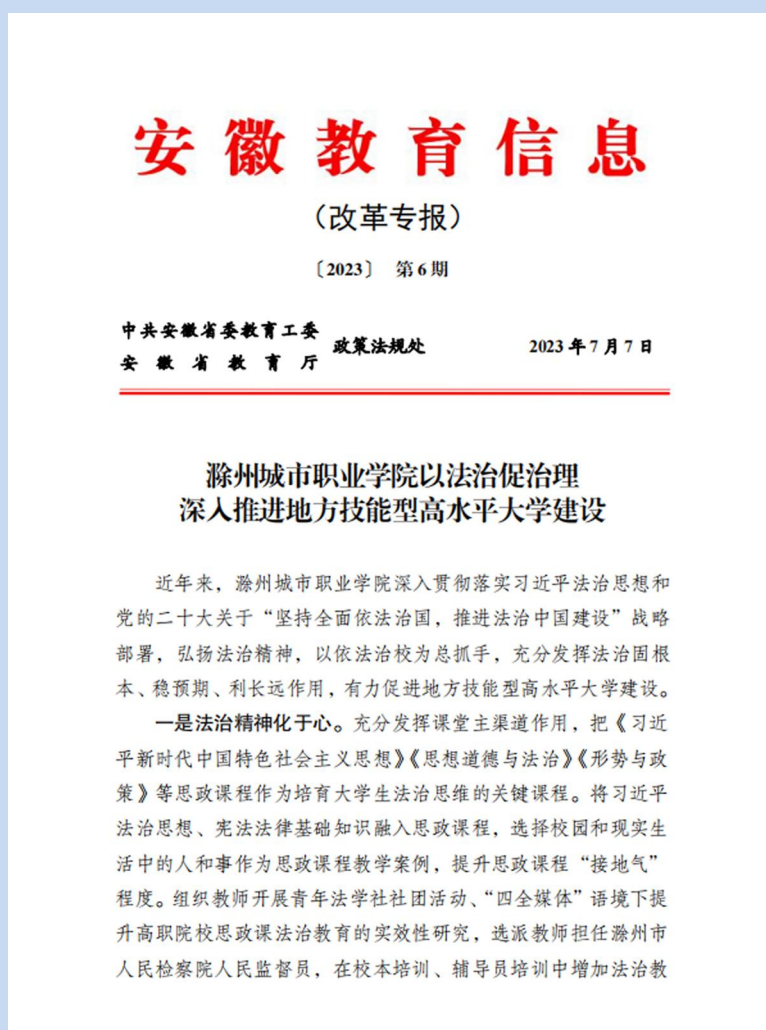 安徽教育信息
（改革专报）
〔2023〕 第6期
中共安徽省委教育工委
安徽省教育厅
政策法规处
2023年7月7日
滁州城市职业学院以法治促治理
深入推进地方技能型高水平大学建设
近年来，滁州城市职业学院深入贯彻落实习近平法治思想和
党的二十大关于“坚持全面依法治国，推进法治中国建设”战略
部署，弘扬法治精神，以依法治校为总抓手，充分发挥法治固根
本、稳预期、利长远作用，有力促进地方技能型高水平大学建设。
一是法治精神化于心。充分发挥课堂主渠道作用，把《习近
平新时代中国特色社会主义思想》《思想道德与法治》《形势与政
策》等思政课程作为培育大学生法治思维的关键课程。将习近平
法治思想、宪法法律基础知识融入思政课程，选择校园和现实生
活中的人和事作为思政课程教学案例，提升思政课程“接地气”
程度。组织教师开展青年法学社社团活动、“四全媒体”语境下提
升高职院校思政课法治教育的实效性研究，选派教师担任滁州市
人民检察院人民监督员，在校本培训、辅导员培训中增加法治教